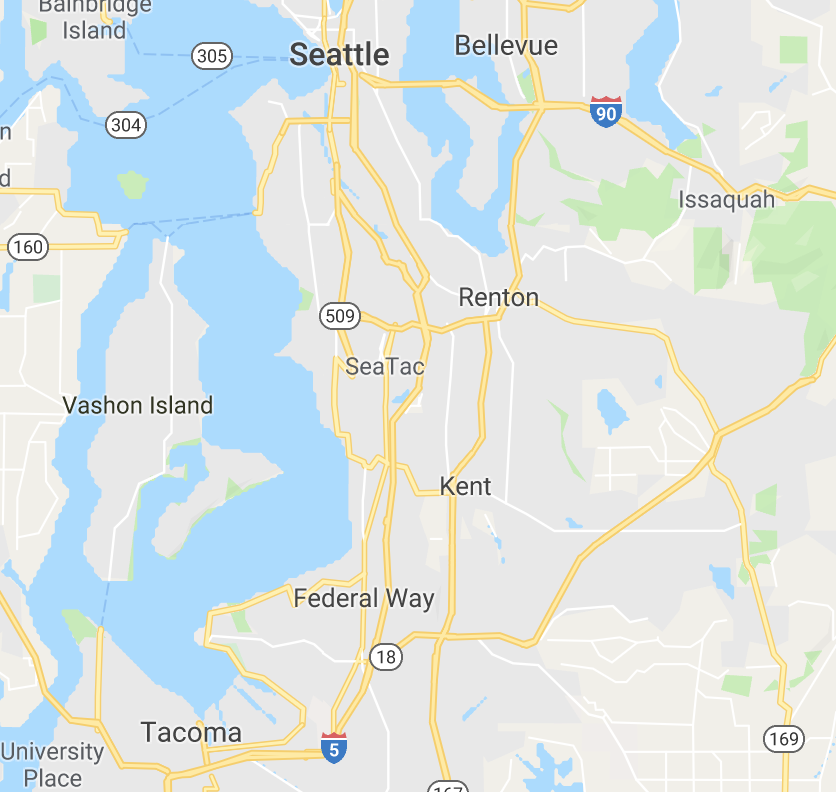 Bainbridge
Island
305
Seattle
Bellevue
90
304
n
d
Issaquah
160
Renton
509
SeaTac
Vashon Island
Kent
Federal Way
18
Tacoma
5
169
University
Place
167